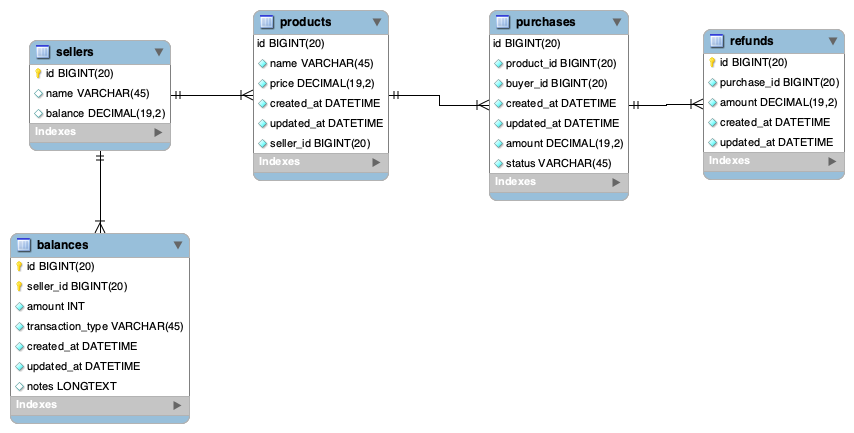 sellers
id BIGINT(20)
name VARCHAR(45)
balance DECIMAL(19,2)
Indexes
products
id BIGINT(20)
name VARCHAR(45)
price DECIMAL(19,2)
created_at DATETIME
updated_at DATETIME
seller_id BIGINT(20)
Indexes
purchases
id BIGINT(20)
product_id BIGINT(20)
buyer_id BIGINT(20)
created_at DATETIME
updated_at DATETIME
amount DECIMAL(19,2)
status VARCHAR(45)
Indexes
refunds
id BIGINT(20)
purchase_id BIGINT(20)
amount DECIMAL(19,2)
created_at DATETIME
updated_at DATETIME
Indexes
balances
id BIGINT(20)
seller_id BIGINT(20)
amount INT
transaction_type VARCHAR(45)
created_at DATETIME
updated_at DATETIME
notes LONGTEXT
Indexes